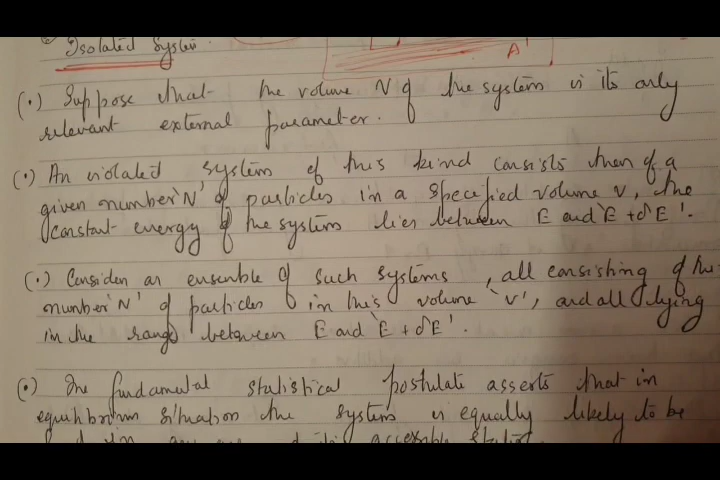 Isolated System.
A'
(•) Suppose that the volume V of the system is its only
relevant external parameter.
(•) An isolated system of this kind consists then of a
given number 'N' of particles in a specified volume V, the
constant energy of the system lies between E and 'E + δE'.
(•) Consider an ensemble of such systems, all consisting of the
number 'N' of particles in this volume 'V', and all lying
in the range between E and 'E + δE'.
(•) The fundamental statistical postulate asserts that in
equilibrium situation the system is equally likely to be
accessible states.